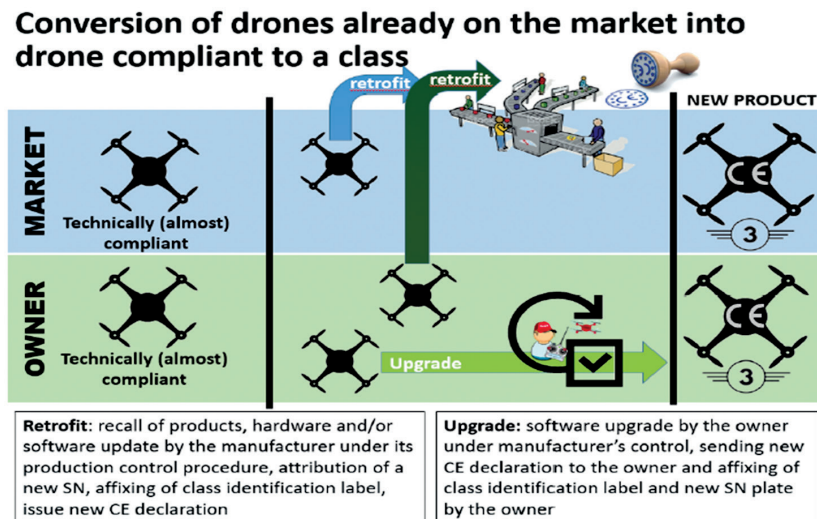 Conversion of drones already on the market into
drone compliant to a class
retrofit
retrofit
NEW PRODUCT
MARKET
Technically (almost)
compliant
CE
3
OWNER
Technically (almost)
compliant
Upgrade
CE
3
Retrofit: recall of products, hardware and/or
software update by the manufacturer under its
production control procedure, attribution of a
new SN, affixing of class identification label,
issue new CE declaration
Upgrade: software upgrade by the owner
under manufacturer's control, sending new
CE declaration to the owner and affixing of
class identification label and new SN plate
by the owner